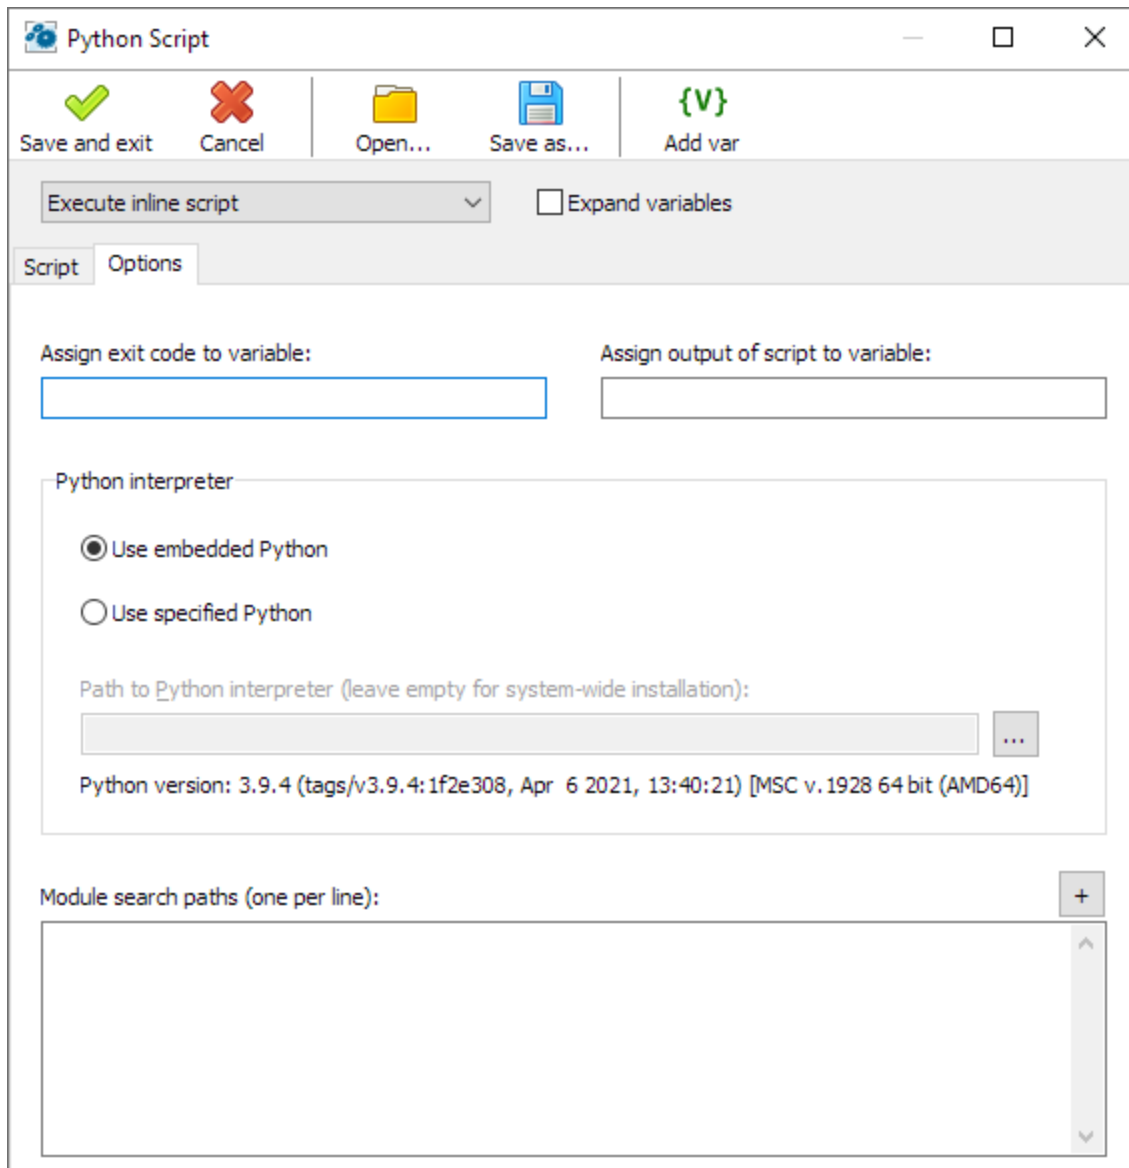 Python Script
Save and exit Cancel Open... Save as... {V} Add var
Execute inline script Expand variables
Script Options
Assign exit code to variable: Assign output of script to variable:
Python interpreter
Use embedded Python
Use specified Python
Path to Python interpreter (leave empty for system-wide installation):
...
Python version: 3.9.4 (tags/v3.9.4:1f2e308, Apr  6 2021, 13:40:21) [MSC v.1928 64 bit (AMD64)]
Module search paths (one per line): +